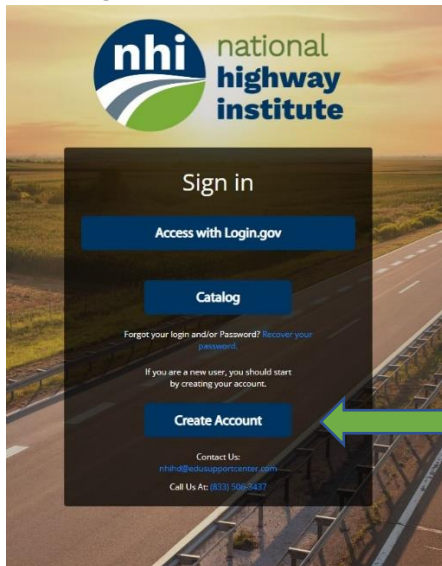 nhi
national
highway
institute
Sign in
Access with Login.gov
Catalog
Forgot your login and/or Password? Recover your
password.
If you are a new user, you should start
by creating your account.
Create Account
Contact Us:
nhihd@edusupportcenter.com
Call Us At: (833) 506-3437